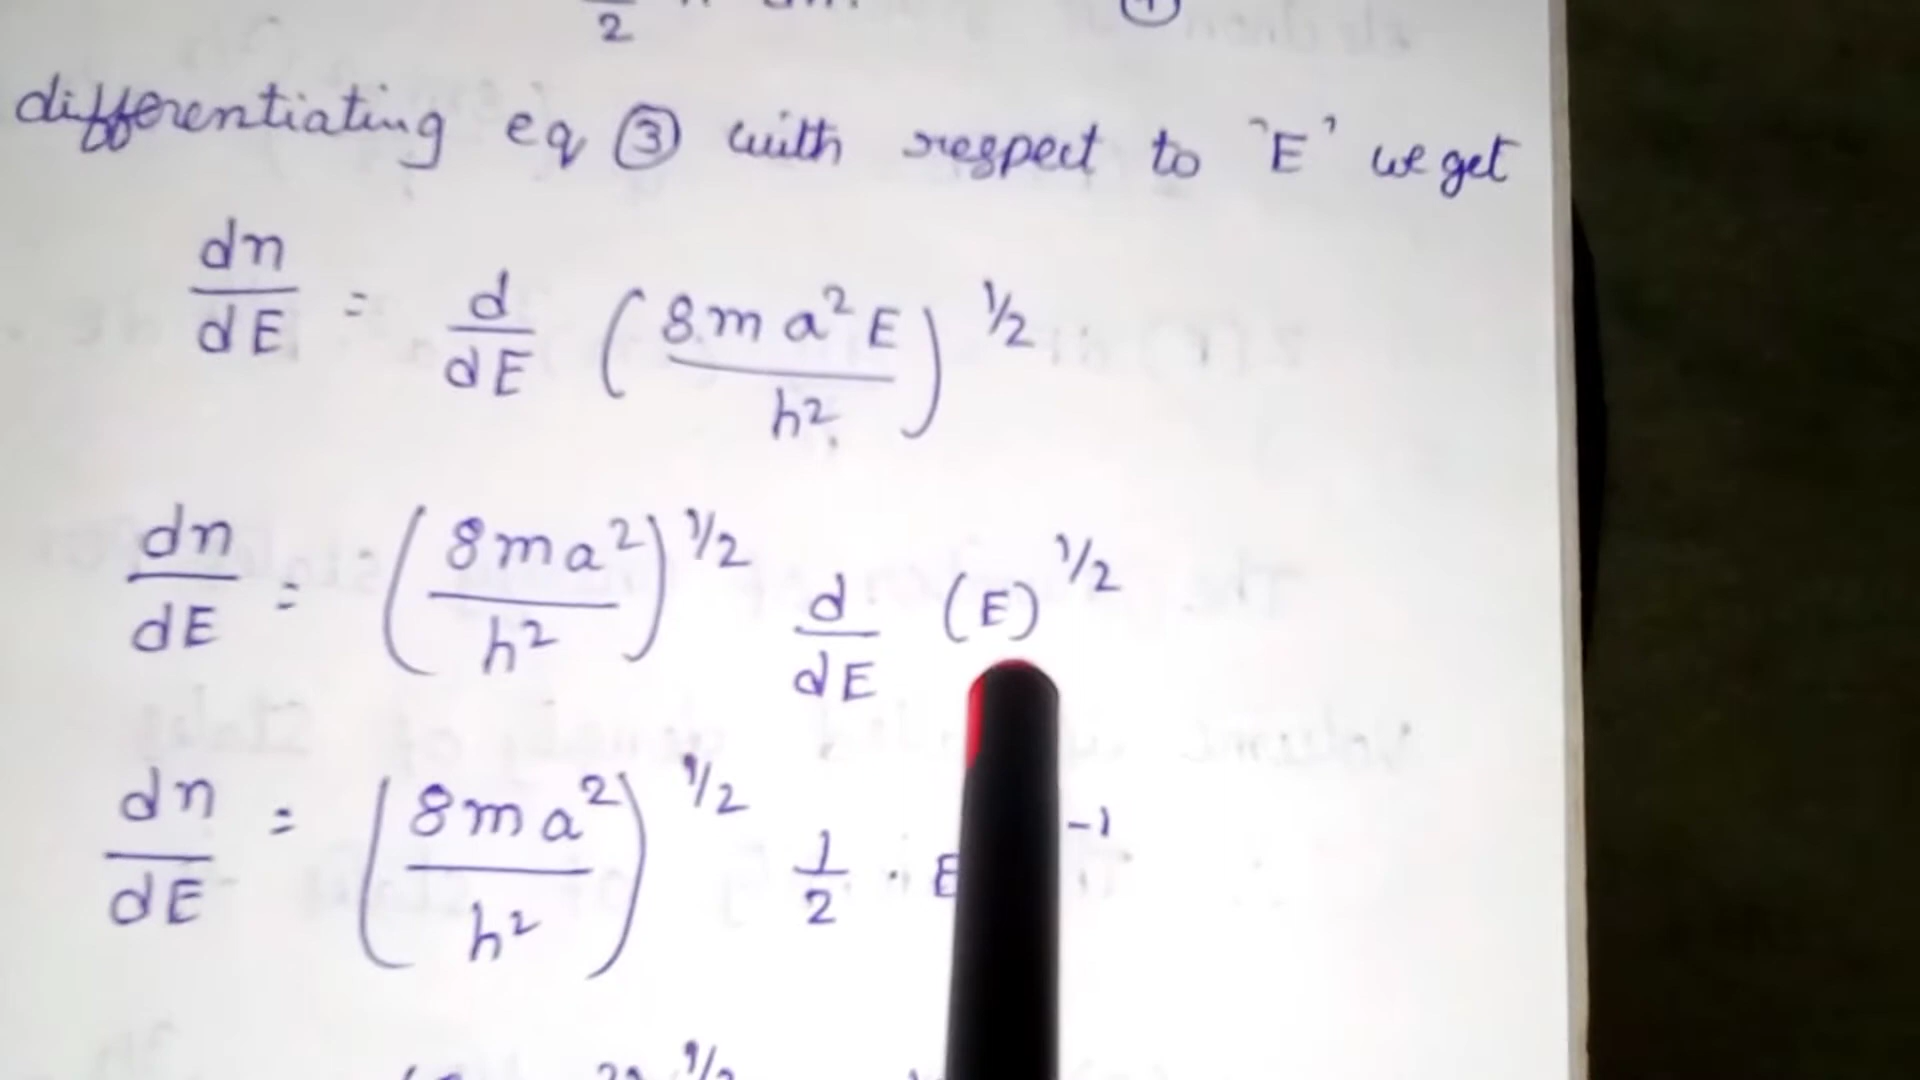 2
differentiating eq ③ with respect to 'E' we get
dn/dE = d/dE (8ma²E/h²)^1/2
dn/dE = (8ma²/h²)^1/2 d/dE (E)^1/2
dn/dE = (8ma²/h²)^1/2 1/2 · E -1